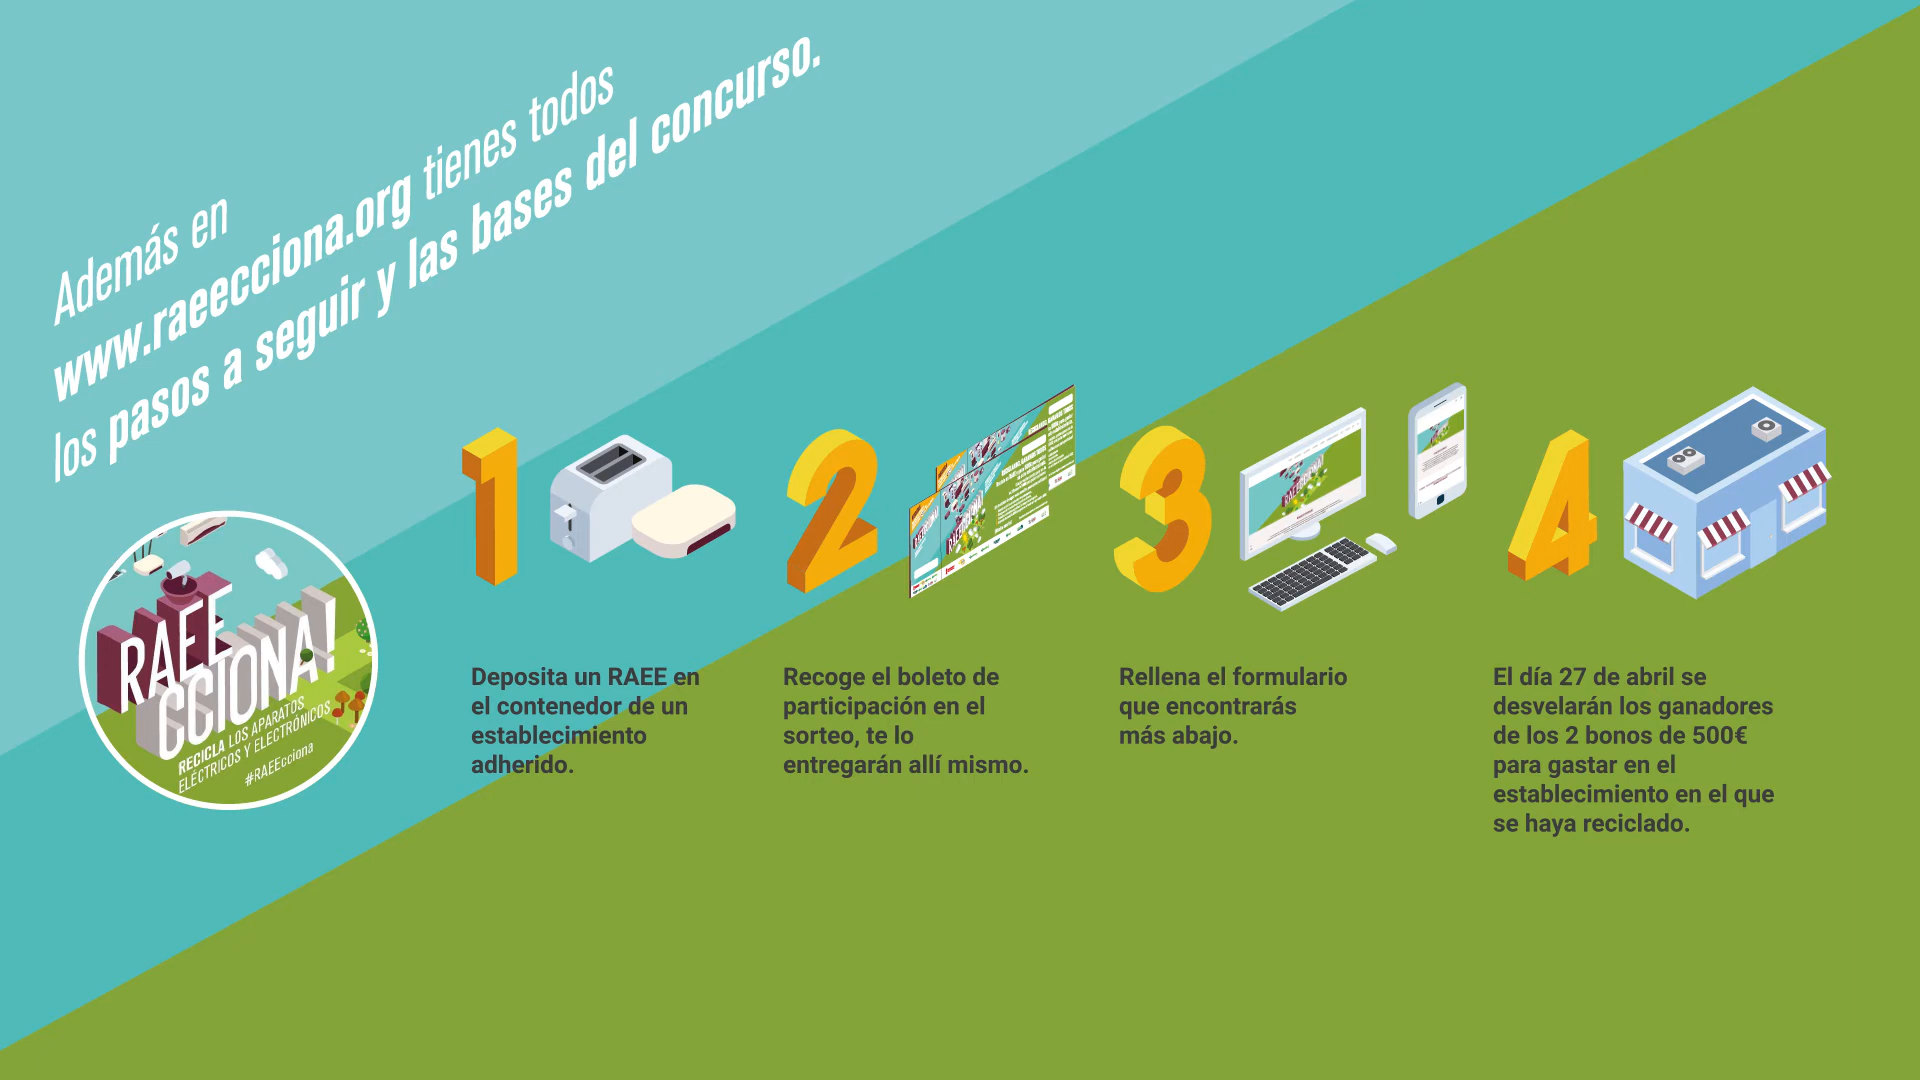 Además en
www.raeecciona.org tienes todos
los pasos a seguir y las bases del concurso.
RAEE
CCIONA!
RECICLA LOS APARATOS
ELÉCTRICOS Y ELECTRÓNICOS
#RAEEcciona
1
2
3
4
Deposita un RAEE en
el contenedor de un
establecimiento
adherido.
Recoge el boleto de
participación en el
sorteo, te lo
entregarán allí mismo.
Rellena el formulario
que encontrarás
más abajo.
El día 27 de abril se
desvelarán los ganadores
de los 2 bonos de 500€
para gastar en el
establecimiento en el que
se haya reciclado.